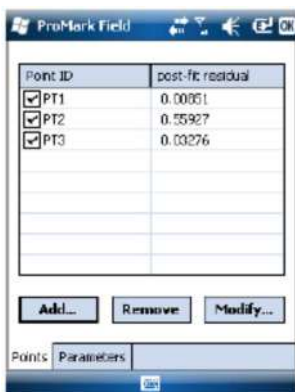 ProMark Field OK
Point ID post-fit residual
PT1 0.00851
PT2 0.55927
PT3 0.03276
Add... Remove Modify...
Points Parameters